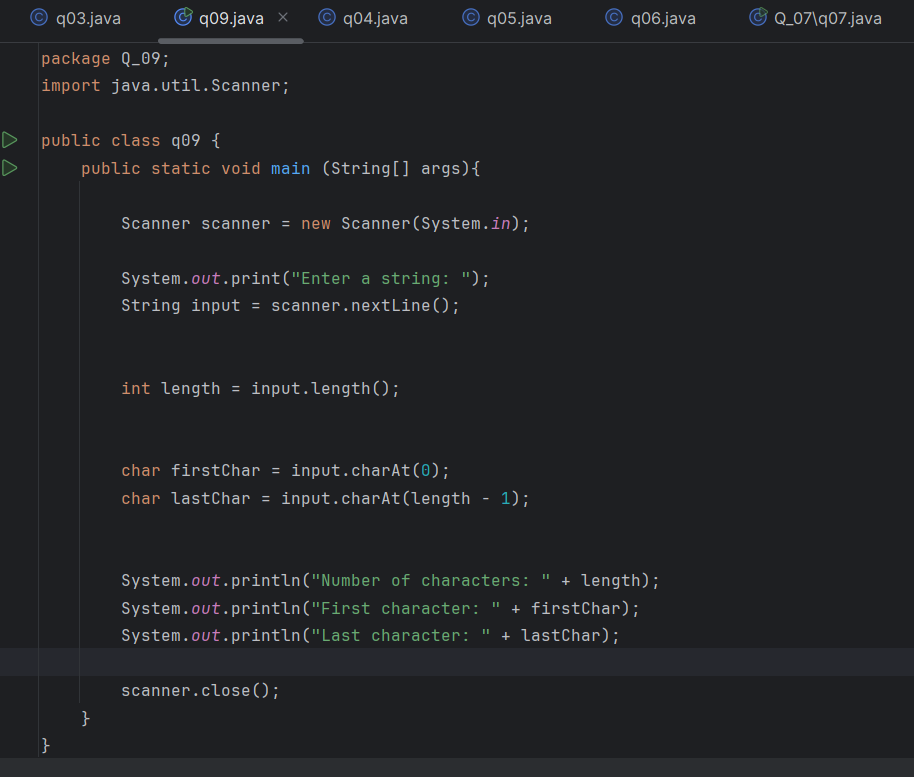 q03.java q09.java q04.java q05.java q06.java Q_07\q07.java
package Q_09;
import java.util.Scanner;
public class q09 {
public static void main (String[] args){
Scanner scanner = new Scanner(System.in);
System.out.print("Enter a string: ");
String input = scanner.nextLine();
int length = input.length();
char firstChar = input.charAt(0);
char lastChar = input.charAt(length - 1);
System.out.println("Number of characters: " + length);
System.out.println("First character: " + firstChar);
System.out.println("Last character: " + lastChar);
scanner.close();
}
}